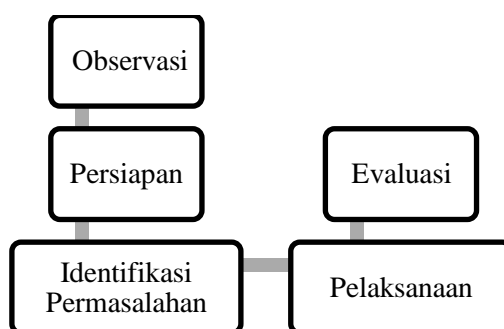 Observasi
Persiapan
Identifikasi
Permasalahan
Pelaksanaan
Evaluasi